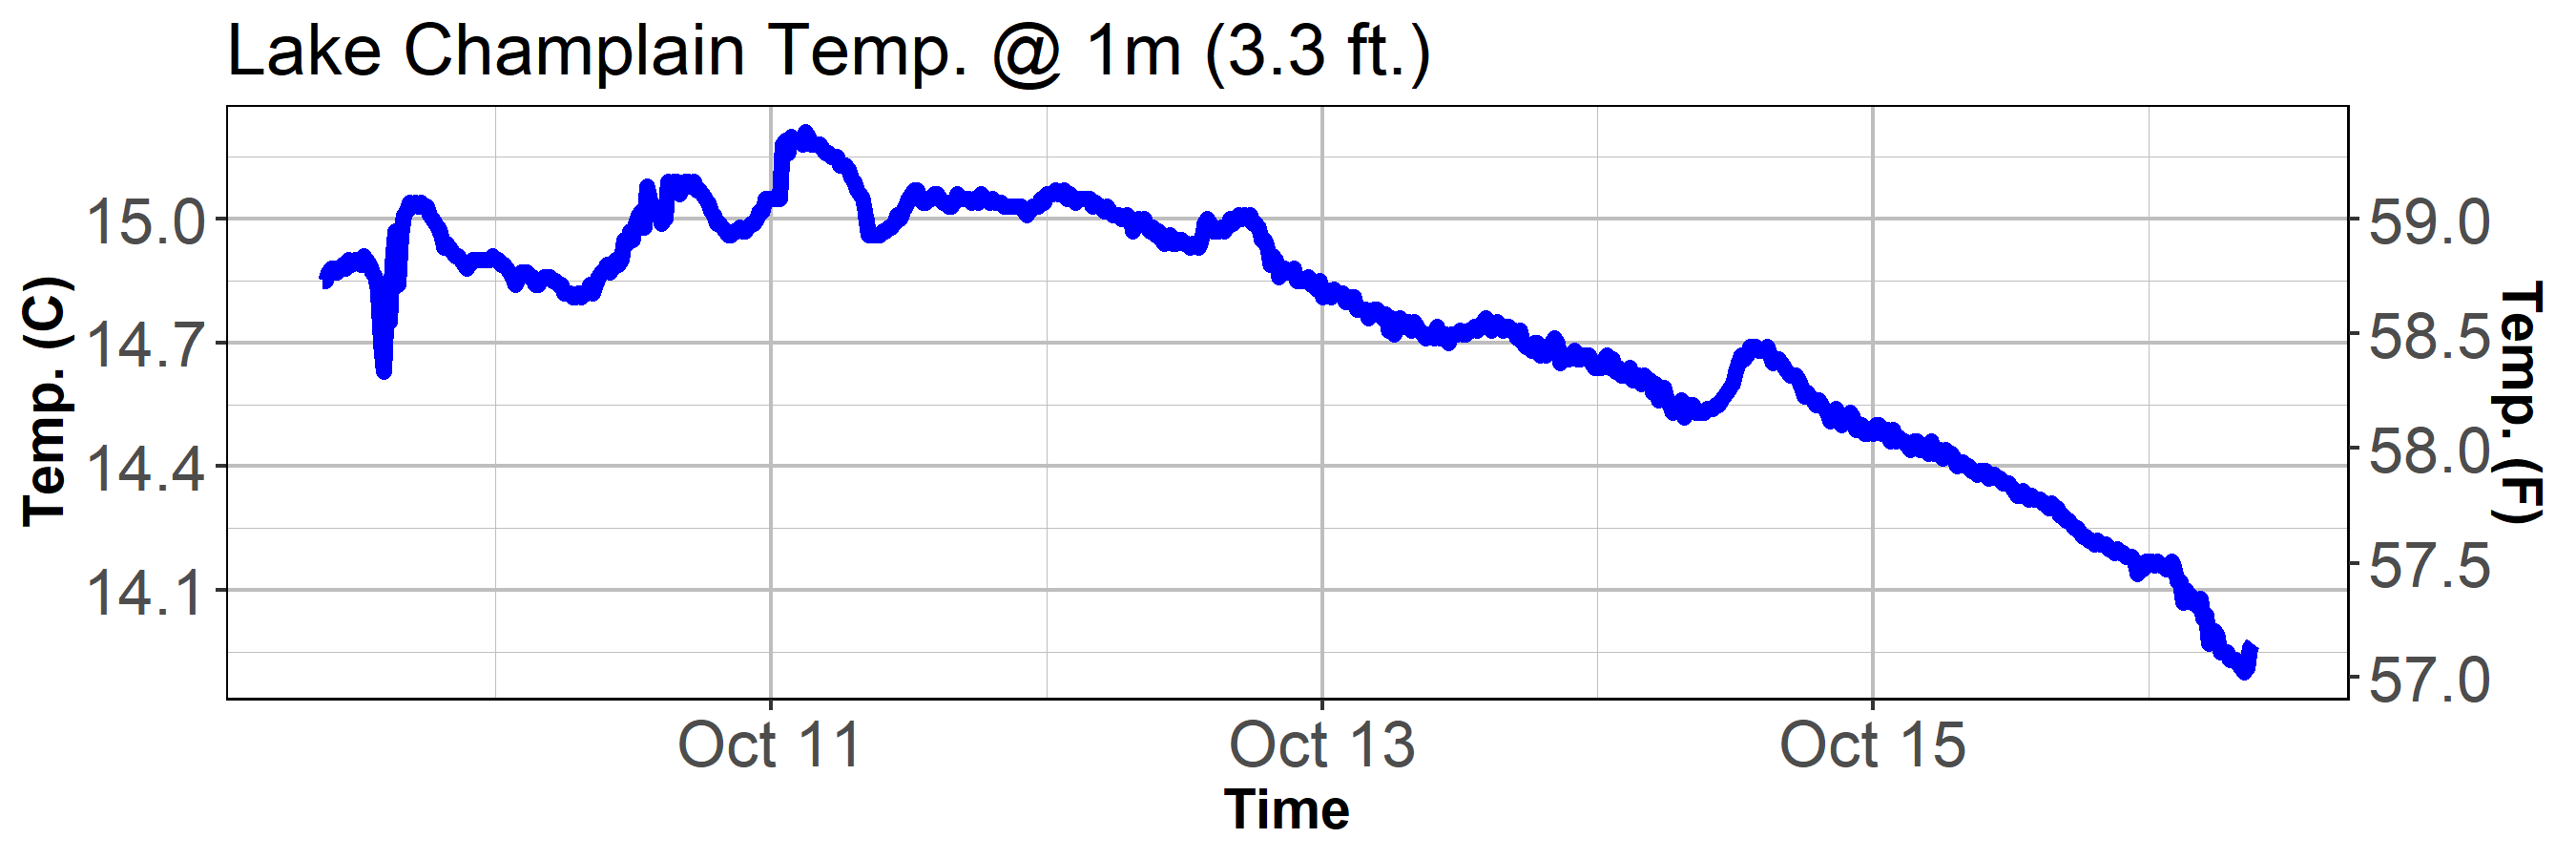 Lake Champlain Temp. @ 1m (3.3 ft.)
Temp. (C)
15.0
14.7
14.4
14.1
59.0
58.5
58.0
57.5
57.0
Temp. (F)
Oct 11
Oct 13
Oct 15
Time